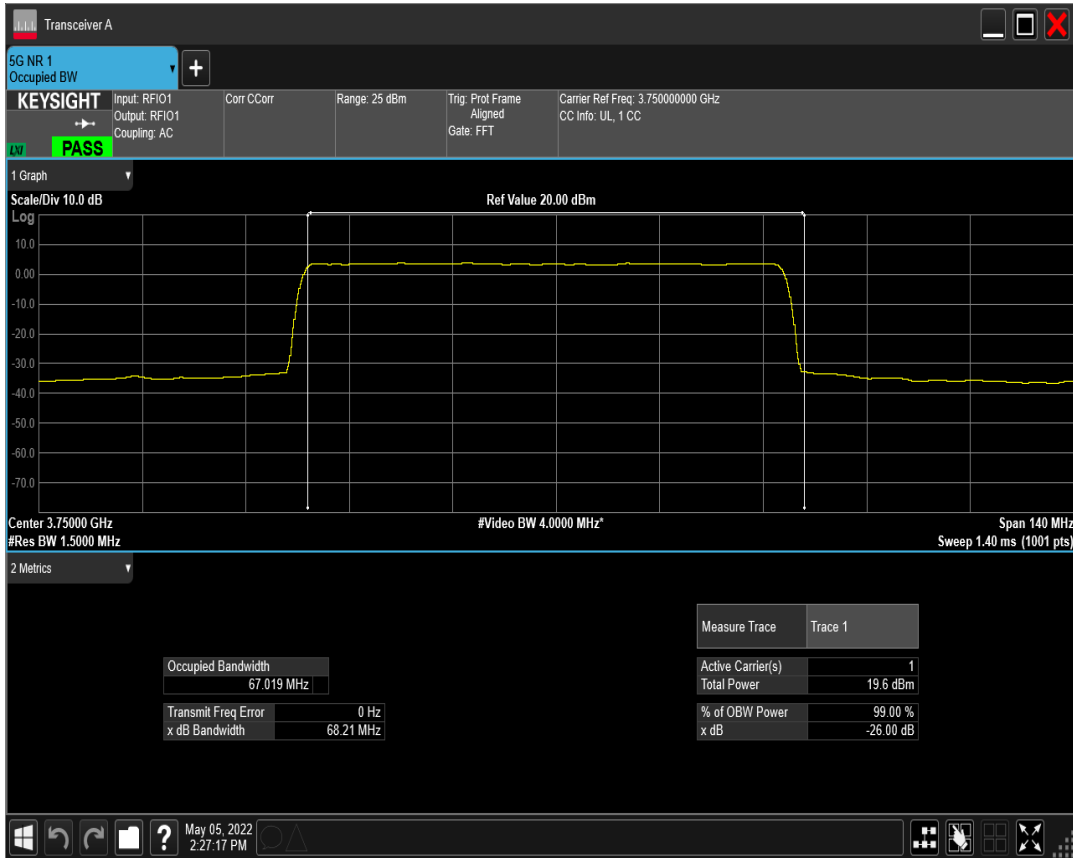 Transceiver A
5G NR 1
Occupied BW
KEYSIGHT
LXI
PASS
Input: RFIO1
Output: RFIO1
Coupling: AC
Corr CCorr
Range: 25 dBm
Trig: Prot Frame
Aligned
Gate: FFT
Carrier Ref Freq: 3.750000000 GHz
CC Info: UL, 1 CC
1 Graph
Scale/Div 10.0 dB
Ref Value 20.00 dBm
Log
10.0
0.00
-10.0
-20.0
-30.0
-40.0
-50.0
-60.0
-70.0
Center 3.75000 GHz
#Video BW 4.0000 MHz*
Span 140 MHz
#Res BW 1.5000 MHz
Sweep 1.40 ms (1001 pts)
2 Metrics
Measure Trace Trace 1
Occupied Bandwidth
67.019 MHz
Active Carrier(s) 1
Total Power 19.6 dBm
Transmit Freq Error 0 Hz
x dB Bandwidth 68.21 MHz
% of OBW Power 99.00 %
x dB -26.00 dB
?
May 05, 2022
2:27:17 PM